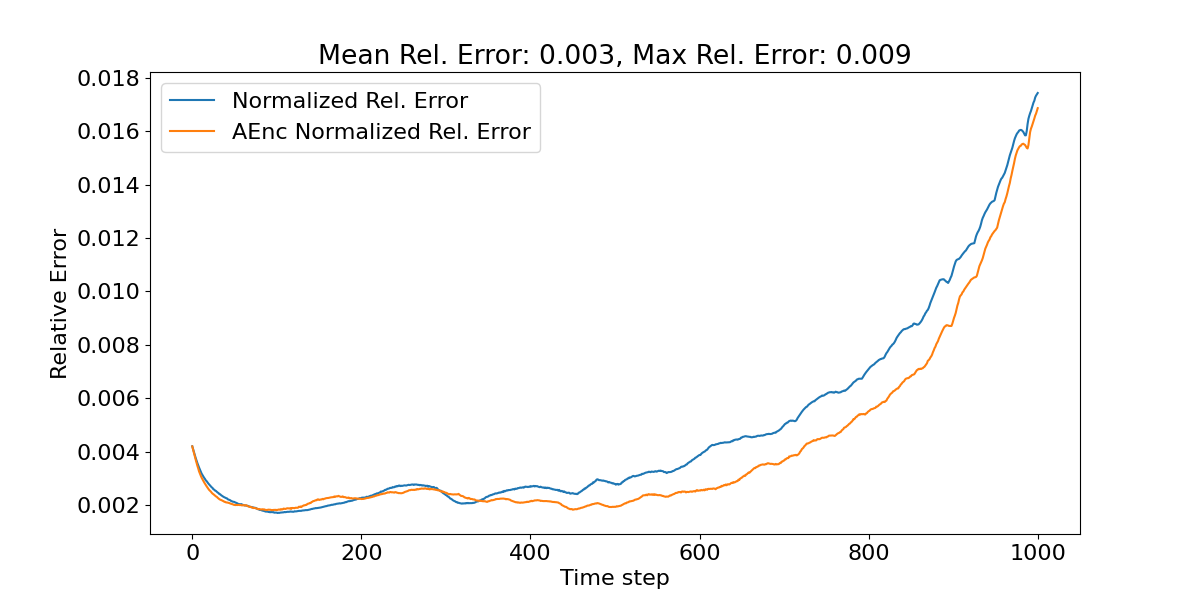 Mean Rel. Error: 0.003, Max Rel. Error: 0.009
Normalized Rel. Error
AEnc Normalized Rel. Error
Relative Error
0.018
0.016
0.014
0.012
0.010
0.008
0.006
0.004
0.002
0 200 400 600 800 1000
Time step